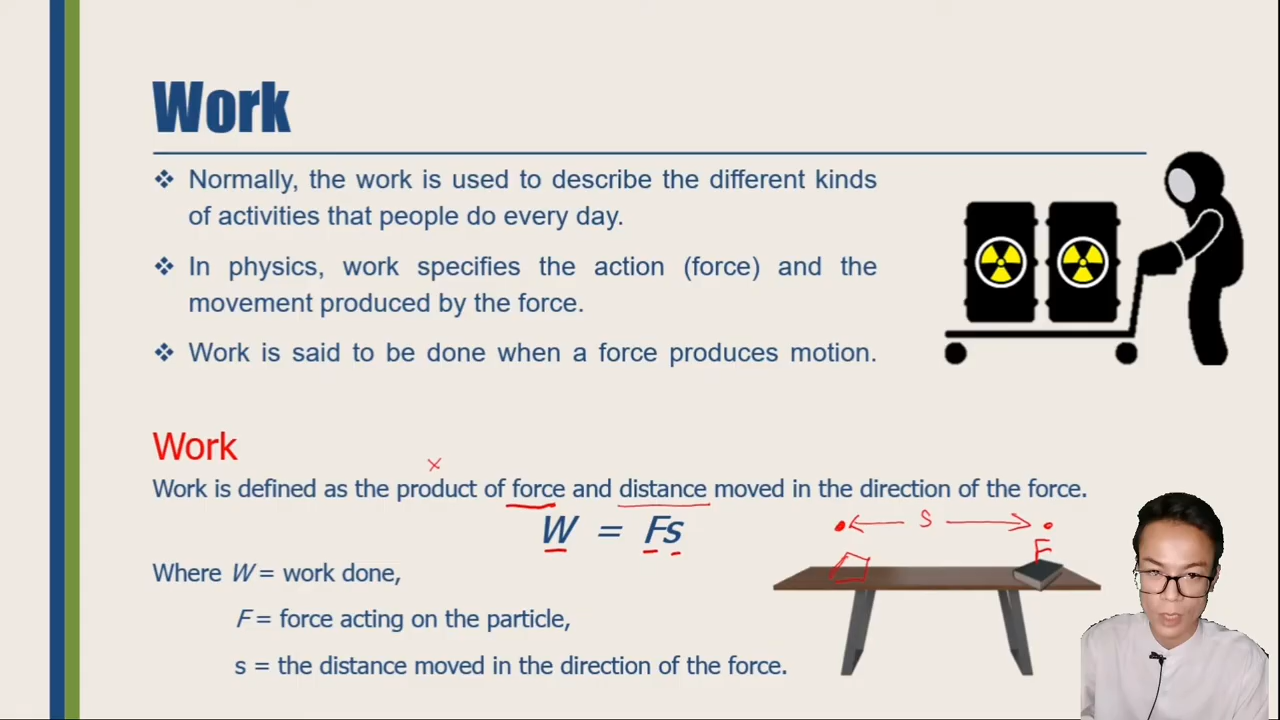 Work
❖ Normally, the work is used to describe the different kinds
of activities that people do every day.
❖ In physics, work specifies the action (force) and the
movement produced by the force.
❖ Work is said to be done when a force produces motion.
Work
×
Work is defined as the product of force and distance moved in the direction of the force.
W = Fs
S
F
Where W = work done,
F = force acting on the particle,
s = the distance moved in the direction of the force.